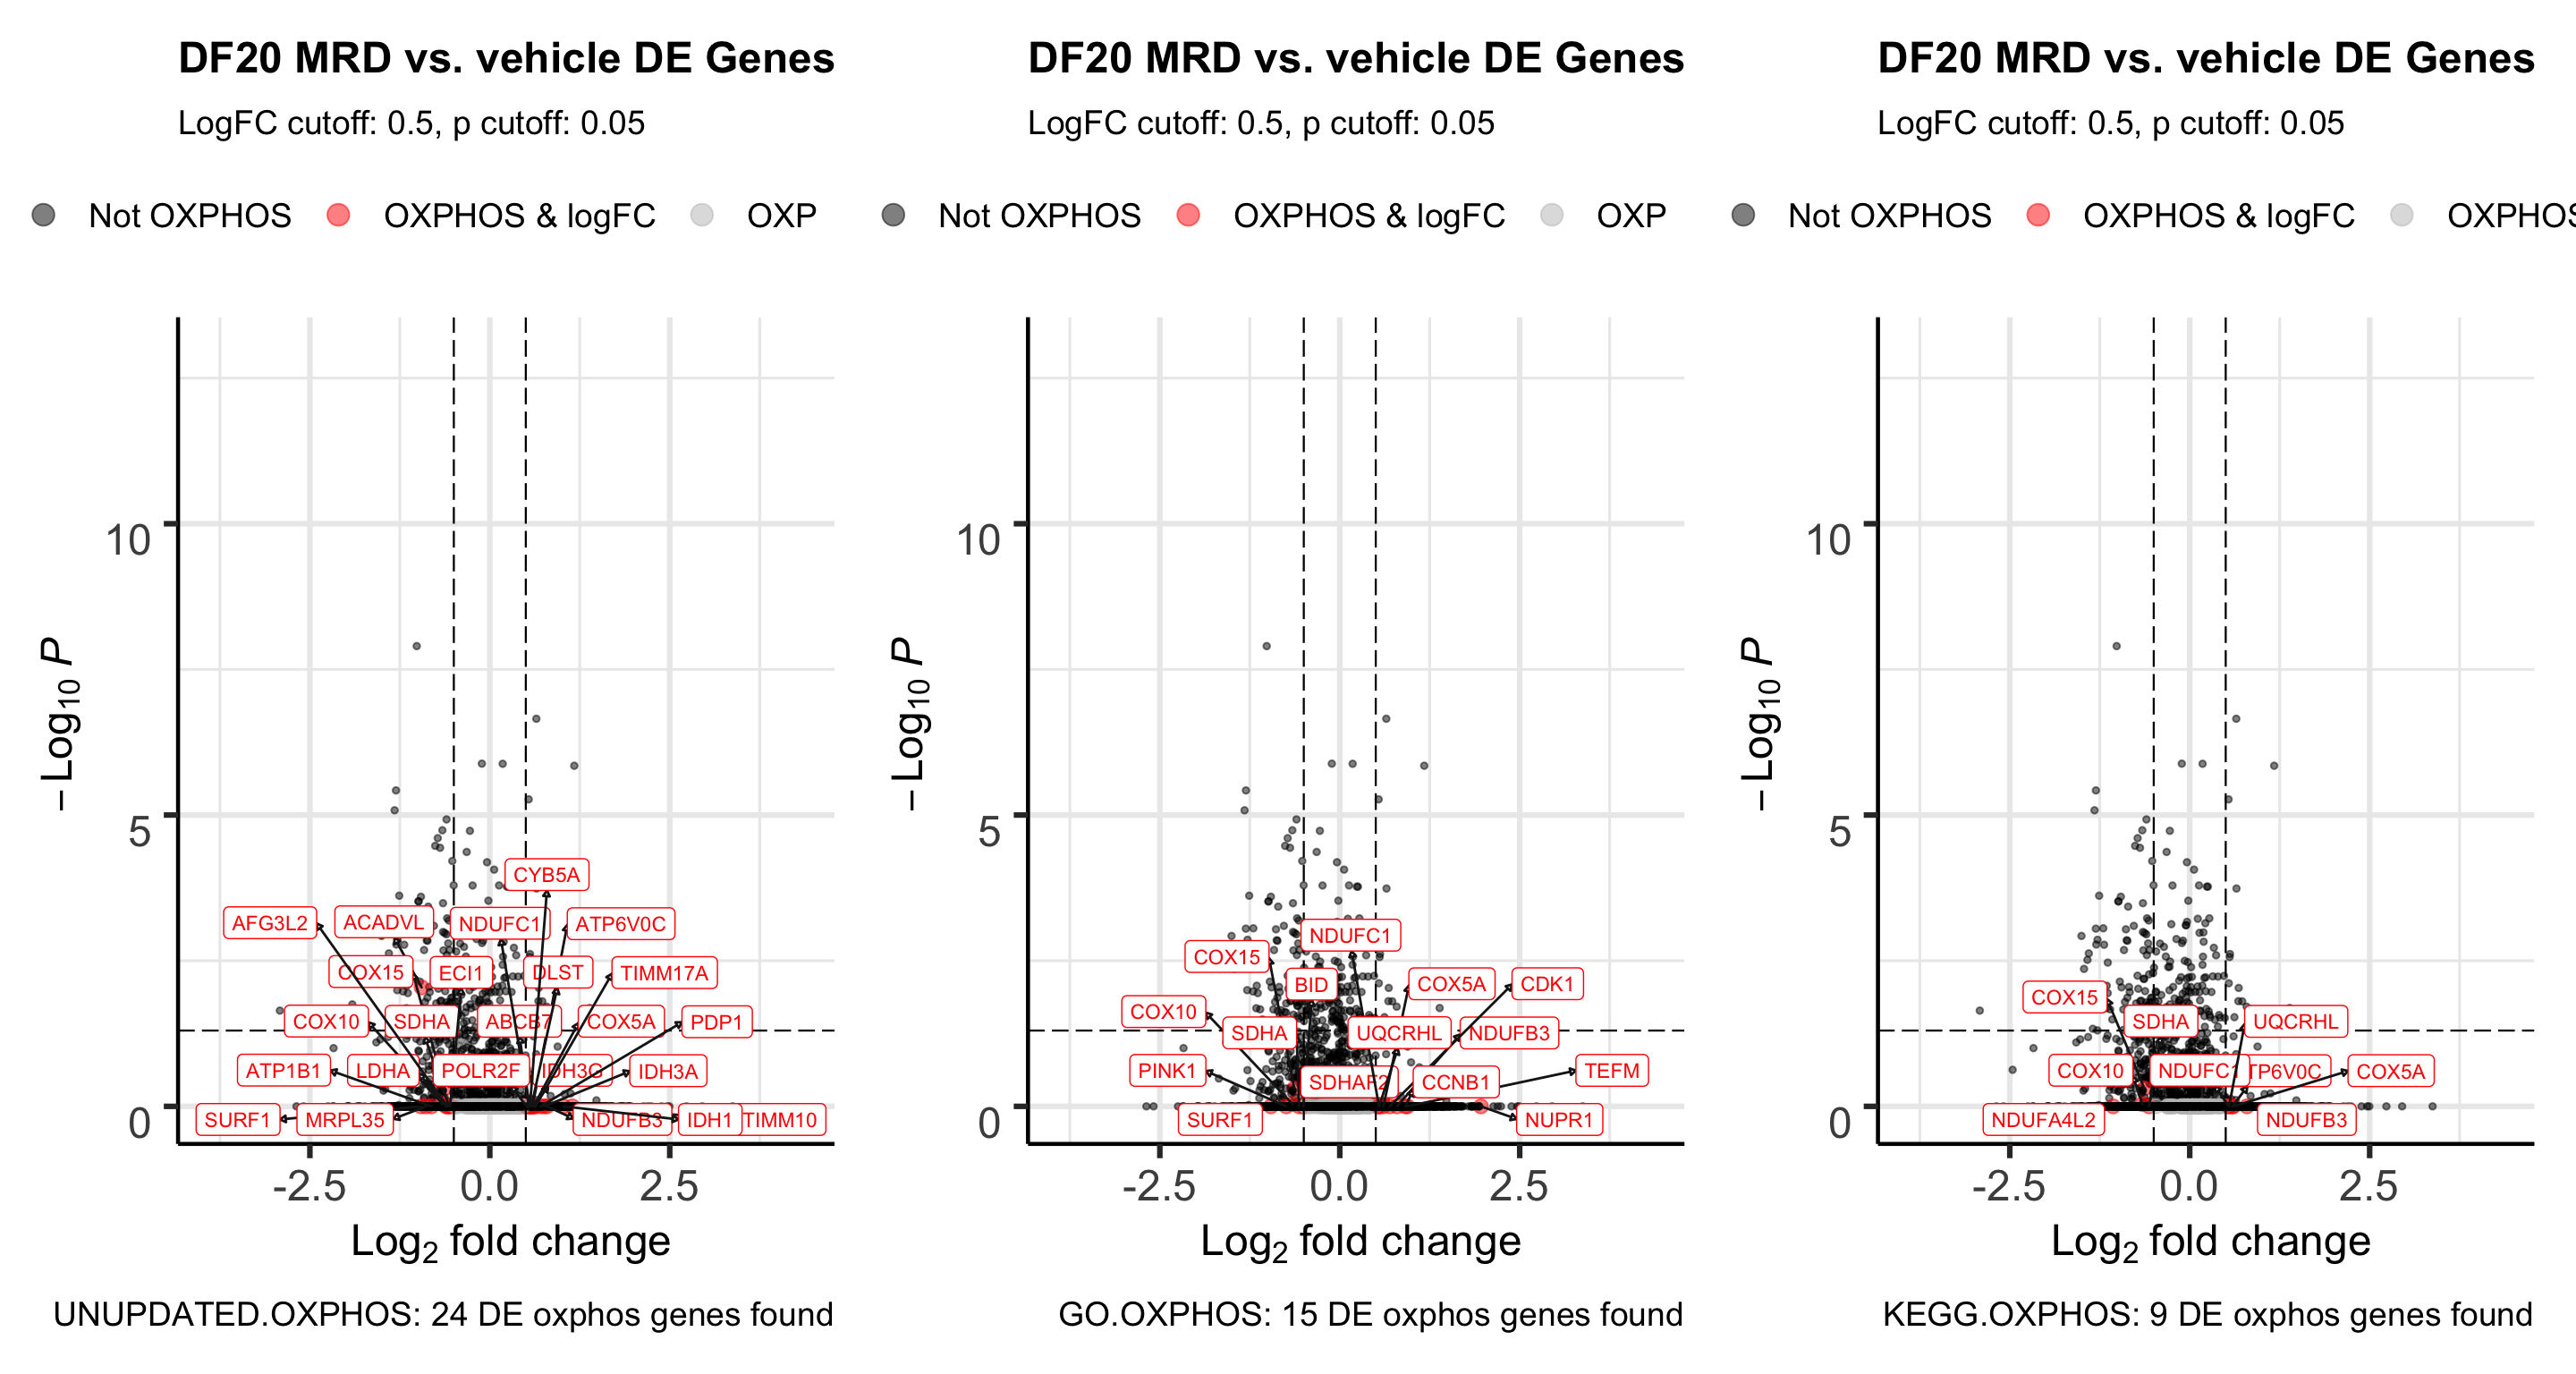 DF20 MRD vs. vehicle DE Genes
LogFC cutoff: 0.5, p cutoff: 0.05
Not OXPHOS OXPHOS & logFC OXP
10
5
0
− Log10 P
CYB5A
AFG3L2 ACADVL NDUFC1 ATP6V0C
COX15 ECI1 DLST TIMM17A
COX10 SDHA ABCB7 COX5A PDP1
ATP1B1 LDHA POLR2F IDH3G IDH3A
SURF1 MRPL35 NDUFB3 IDH1 TIMM10
-2.5 0.0 2.5
Log2 fold change
UNUPDATED.OXPHOS: 24 DE oxphos genes found
DF20 MRD vs. vehicle DE Genes
LogFC cutoff: 0.5, p cutoff: 0.05
Not OXPHOS OXPHOS & logFC OXP
10
5
0
− Log10 P
NDUFC1
COX15
BID COX5A CDK1
COX10
SDHA UQCRHL NDUFB3
PINK1 SDHAF2 CCNB1 TEFM
SURF1 NUPR1
-2.5 0.0 2.5
Log2 fold change
GO.OXPHOS: 15 DE oxphos genes found
DF20 MRD vs. vehicle DE Genes
LogFC cutoff: 0.5, p cutoff: 0.05
Not OXPHOS OXPHOS & logFC OXPHOS
10
5
0
− Log10 P
COX15
SDHA UQCRHL
COX10 NDUFC1 TP6V0C COX5A
NDUFA4L2 NDUFB3
-2.5 0.0 2.5
Log2 fold change
KEGG.OXPHOS: 9 DE oxphos genes found